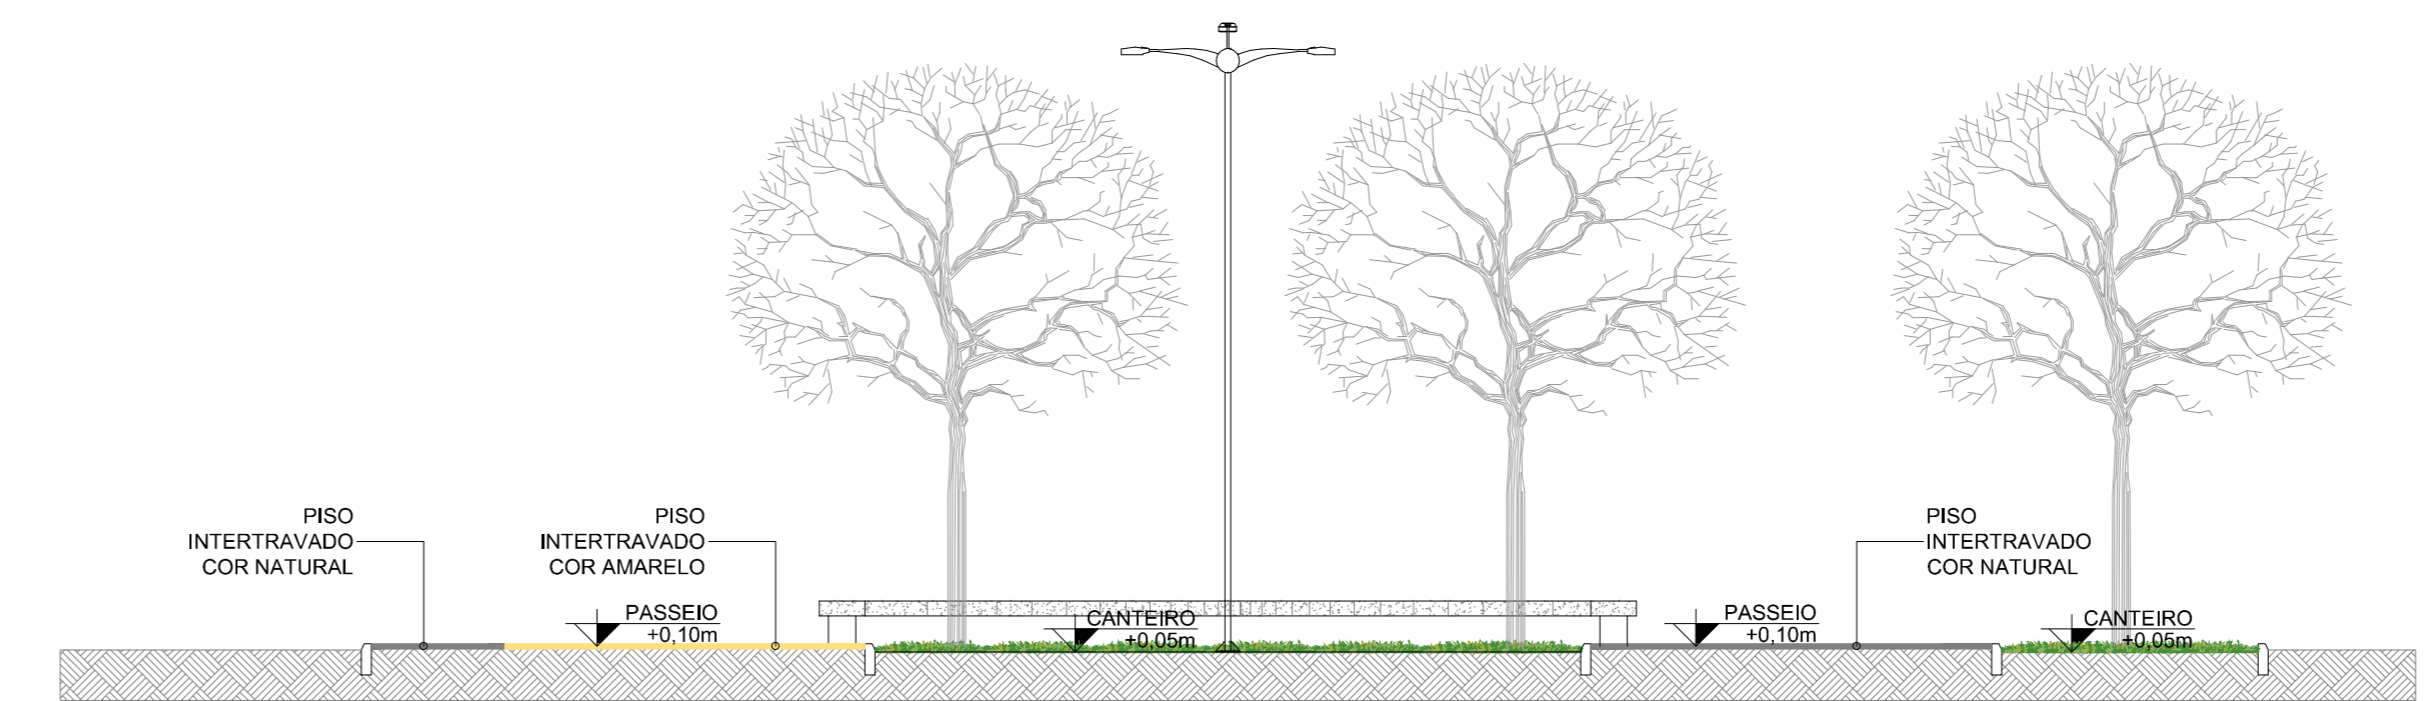 PISO
INTERTRAVADO
COR NATURAL
PISO
INTERTRAVADO
COR AMARELO
PASSEIO
+0,10m
CANTEIRO
+0,05m
PASSEIO
+0,10m
PISO
INTERTRAVADO
COR NATURAL
CANTEIRO
+0,05m